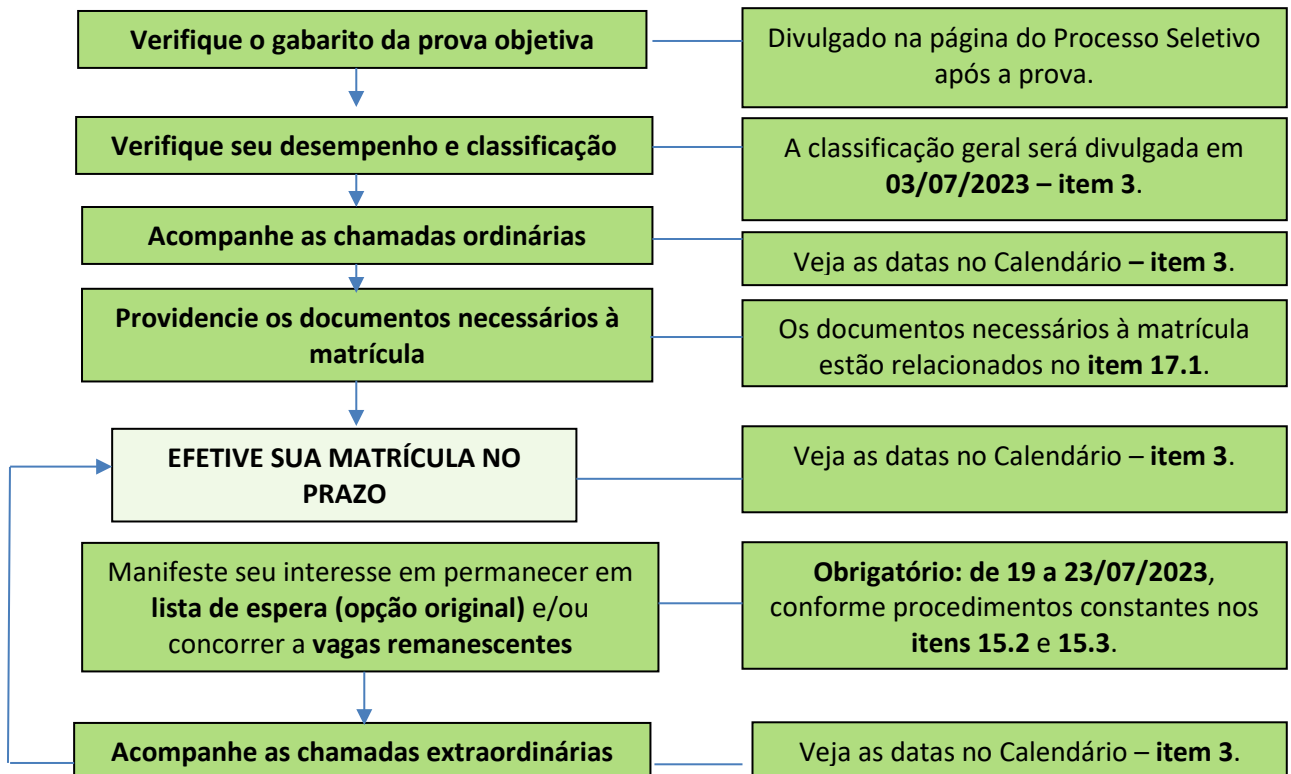 Verifique o gabarito da prova objetiva
Divulgado na página do Processo Seletivo
após a prova.
Verifique seu desempenho e classificação
A classificação geral será divulgada em
03/07/2023 – item 3.
Acompanhe as chamadas ordinárias
Veja as datas no Calendário – item 3.
Providencie os documentos necessários à
matrícula
Os documentos necessários à matrícula
estão relacionados no item 17.1.
EFETIVE SUA MATRÍCULA NO
PRAZO
Veja as datas no Calendário – item 3.
Manifeste seu interesse em permanecer em
lista de espera (opção original) e/ou
concorrer a vagas remanescentes
Obrigatório: de 19 a 23/07/2023,
conforme procedimentos constantes nos
itens 15.2 e 15.3.
Acompanhe as chamadas extraordinárias
Veja as datas no Calendário – item 3.